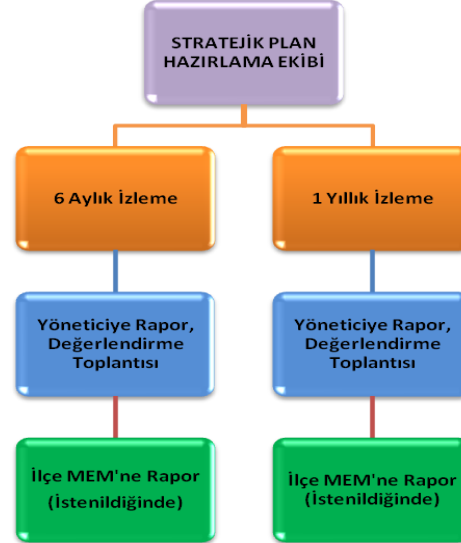 STRATEJİK PLAN
HAZIRLAMA EKİBİ
6 Aylık İzleme
1 Yıllık İzleme
Yöneticiye Rapor,
Değerlendirme
Toplantısı
Yöneticiye Rapor,
Değerlendirme
Toplantısı
İlçe MEM'ne Rapor
(İstenildiğinde)
İlçe MEM'ne Rapor
(İstenildiğinde)